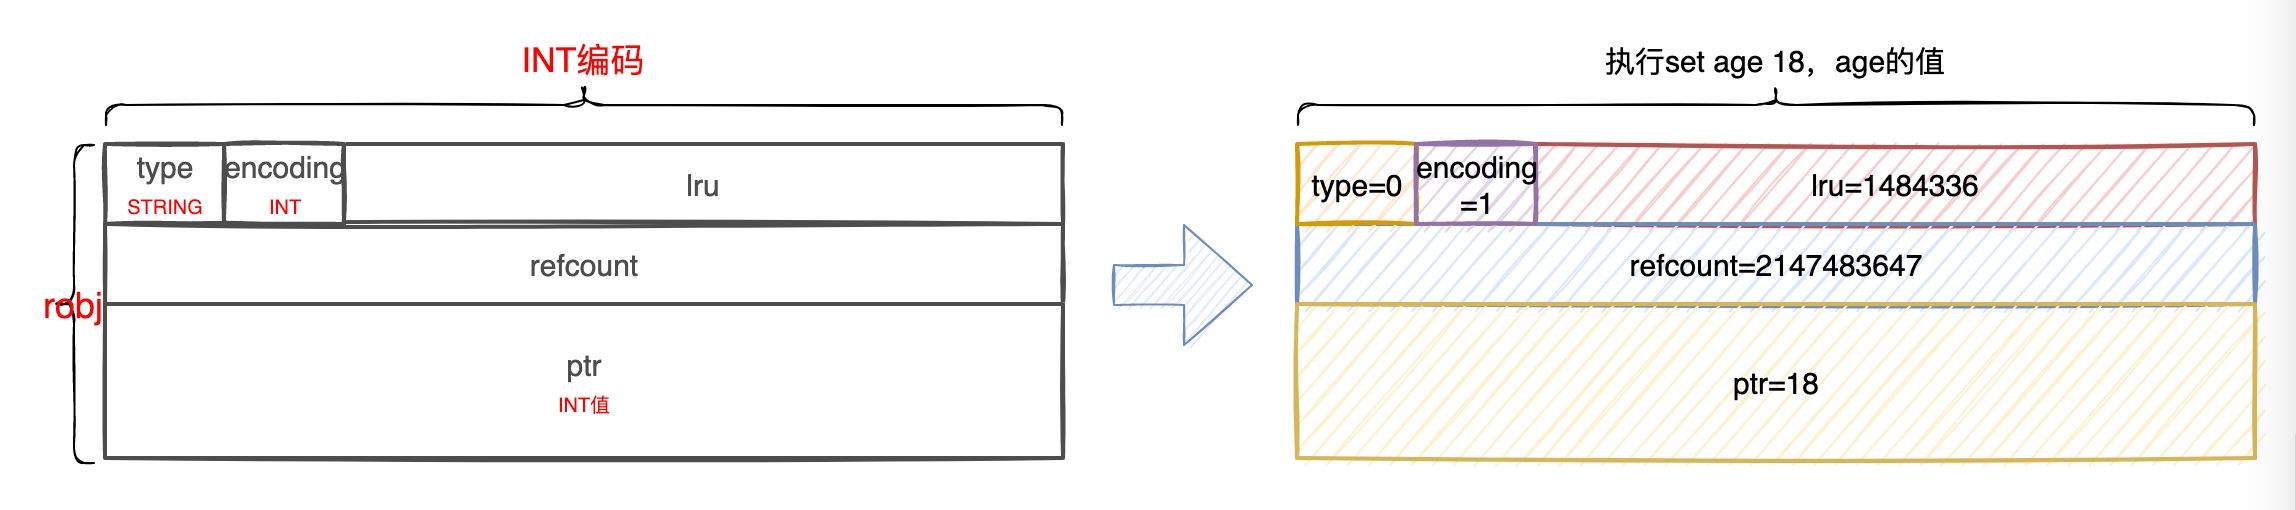 INT编码
type
STRING
encoding
INT
lru
refcount
robj
ptr
INT值
执行set age 18，age的值
type=0
encoding
=1
lru=1484336
refcount=2147483647
ptr=18